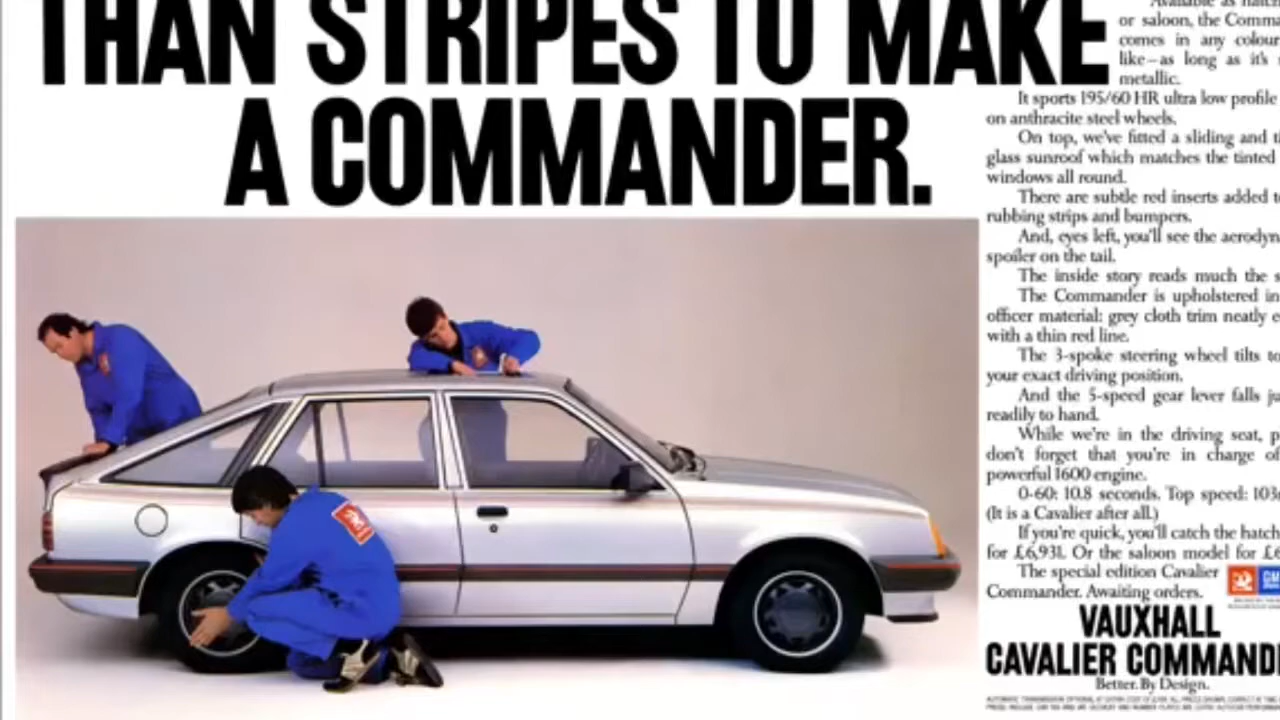 THAN STRIPES TO MAKE
A COMMANDER.
Available as
or saloon, the
comes in any
like–as long as it's
metallic.
It sports 195/60 HR ultra low profile
on anthracite steel wheels.
On top, we've fitted a sliding and
glass sunroof which matches the tinted
windows all round.
There are subtle red inserts added
rubbing strips and bumpers.
And, eyes left, you'll see the
spoiler on the tail.
The inside story reads much the
The Commander is upholstered in
officer material: grey cloth trim neatly
with a thin red line.
The 3-spoke steering wheel tilts to
your exact driving position.
And the 5-speed gear lever falls
readily to hand.
While we're in the driving seat,
don't forget that you're in charge of
powerful 1600 engine.
0-60: 10.8 seconds. Top speed:
(It is a Cavalier after all.)
If you're quick, you'll catch the
for £6,931. Or the saloon model for
The special edition Cavalier
Commander. Awaiting orders.
GM
VAUXHALL
CAVALIER
Better. By Design.